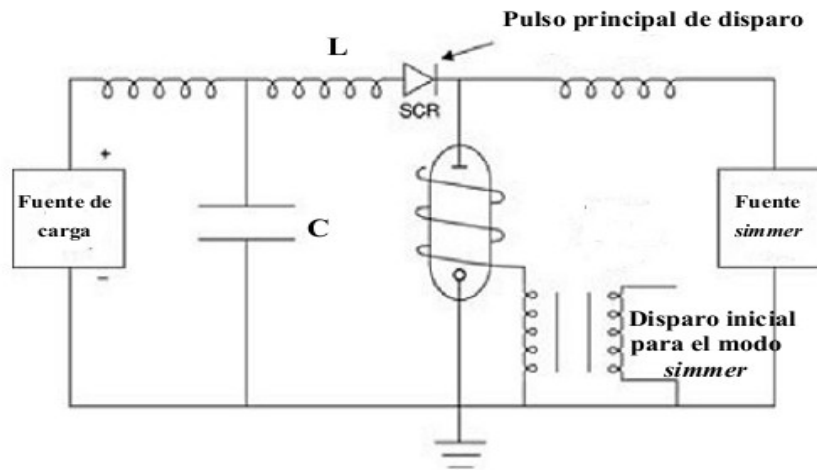 Pulso principal de disparo
L
SCR
+
Fuente de
carga
−
C
Fuente
simmer
Disparo inicial
para el modo
simmer